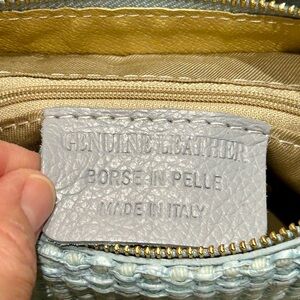 GENUINE LEATHER
BORSE IN PELLE
MADE IN ITALY